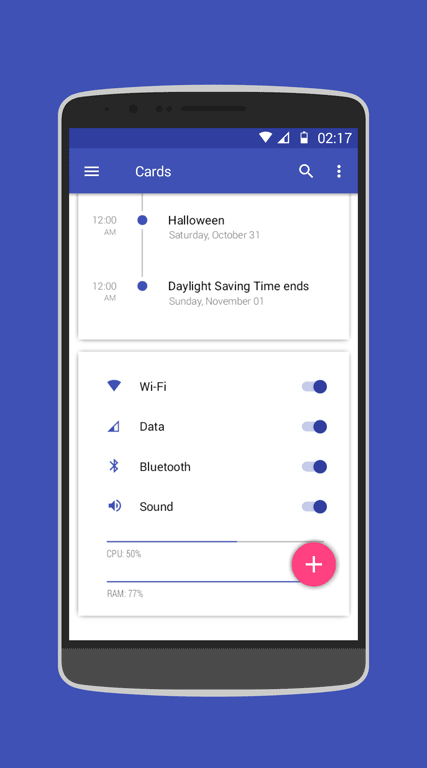 02:17
Cards
12:00
AM
Halloween
Saturday, October 31
12:00
AM
Daylight Saving Time ends
Sunday, November 01
Wi-Fi
Data
Bluetooth
Sound
CPU: 50%
RAM: 77%